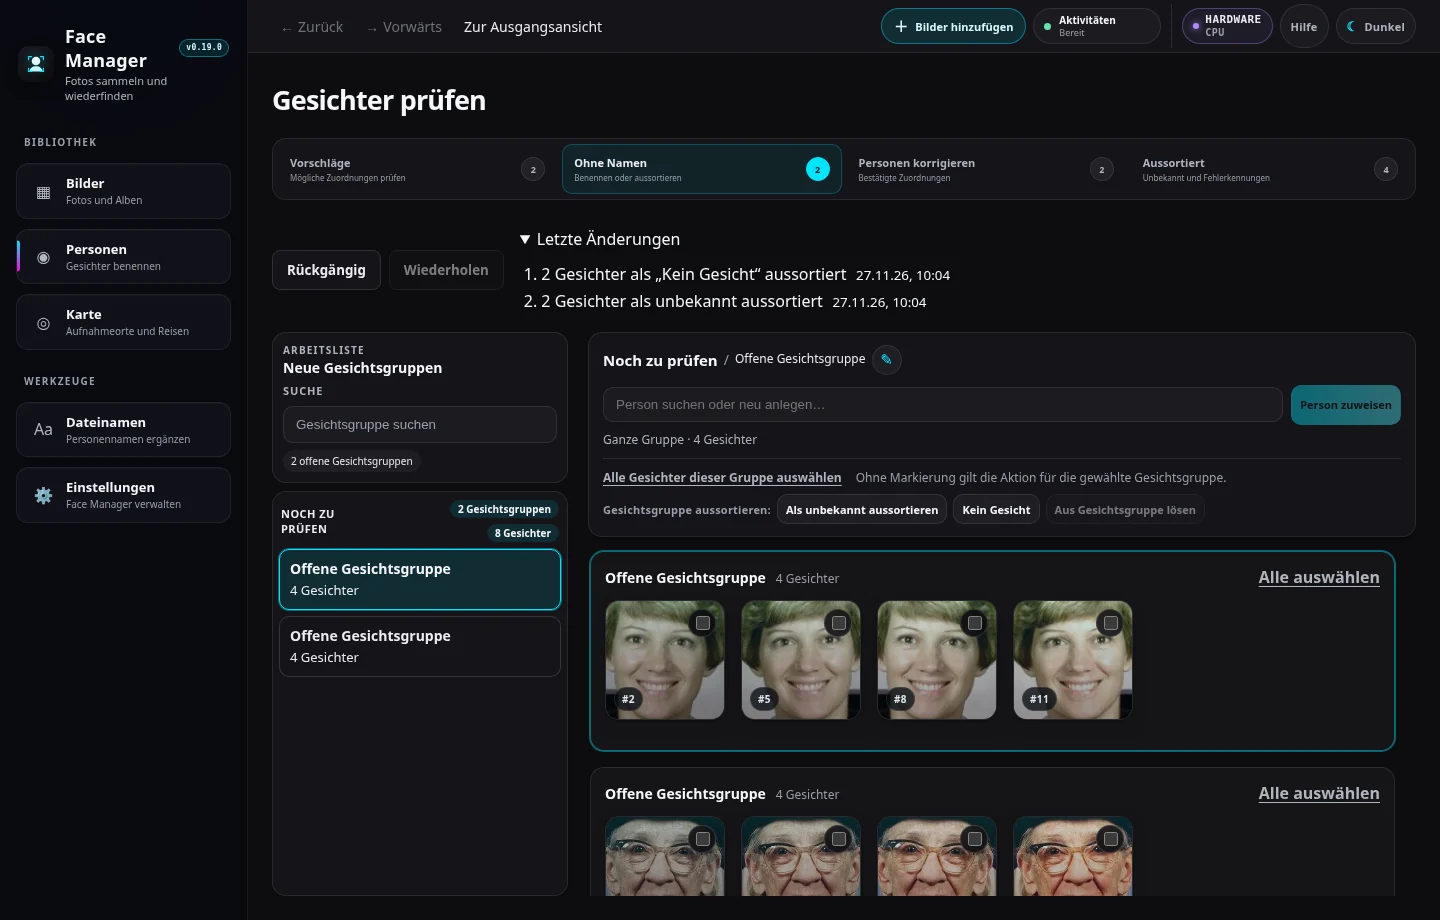 Face
Manager
v0.19.0
Fotos sammeln und
wiederfinden
BIBLIOTHEK
Bilder
Fotos und Alben
Personen
Gesichter benennen
Karte
Aufnahmeorte und Reisen
WERKZEUGE
Aa
Dateinamen
Personennamen ergänzen
Einstellungen
Face Manager verwalten
← Zurück
→ Vorwärts
Zur Ausgangsansicht
+ Bilder hinzufügen
Aktivitäten
Bereit
HARDWARE
CPU
Hilfe
Dunkel
Gesichter prüfen
Vorschläge
Mögliche Zuordnungen prüfen
2
Ohne Namen
Benennen oder aussortieren
2
Personen korrigieren
Bestätigte Zuordnungen
2
Aussortiert
Unbekannt und Fehlerkennungen
4
Rückgängig
Wiederholen
▼ Letzte Änderungen
1. 2 Gesichter als „Kein Gesicht“ aussortiert 27.11.26, 10:04
2. 2 Gesichter als unbekannt aussortiert 27.11.26, 10:04
ARBEITSLISTE
Neue Gesichtsgruppen
SUCHE
Gesichtsgruppe suchen
2 offene Gesichtsgruppen
NOCH ZU
PRÜFEN
2 Gesichtsgruppen
8 Gesichter
Offene Gesichtsgruppe
4 Gesichter
Offene Gesichtsgruppe
4 Gesichter
Noch zu prüfen / Offene Gesichtsgruppe
Person suchen oder neu anlegen…
Person zuweisen
Ganze Gruppe · 4 Gesichter
Alle Gesichter dieser Gruppe auswählen
Ohne Markierung gilt die Aktion für die gewählte Gesichtsgruppe.
Gesichtsgruppe aussortieren:
Als unbekannt aussortieren
Kein Gesicht
Aus Gesichtsgruppe lösen
Offene Gesichtsgruppe 4 Gesichter
Alle auswählen
#2
#5
#8
#11
Offene Gesichtsgruppe 4 Gesichter
Alle auswählen